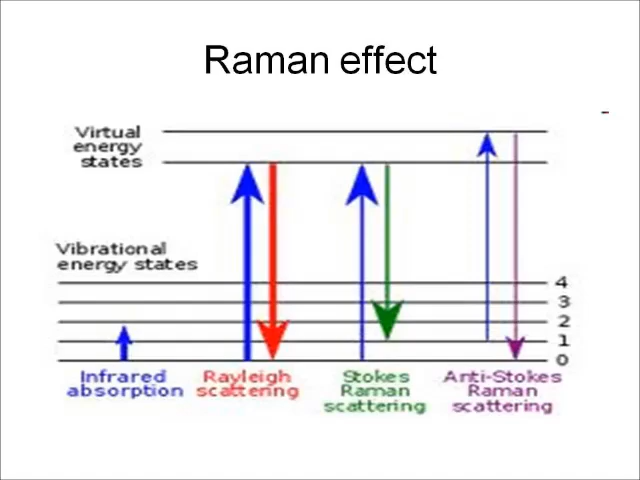 Raman effect
Virtual
energy
states
Vibrational
energy states
4
3
2
1
0
Infrared
absorption
Rayleigh
scattering
Stokes
Raman
scattering
Anti-Stokes
Raman
scattering